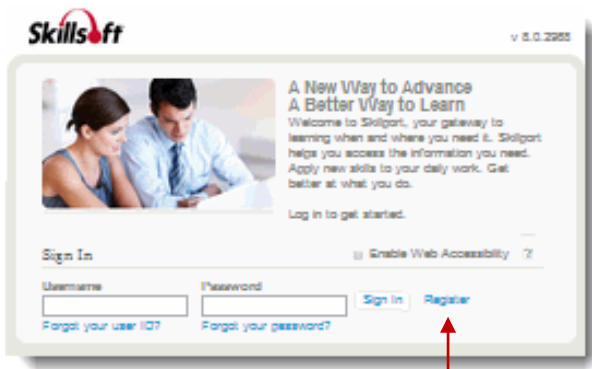 Skillsoft
v 8.0.2988
A New Way to Advance
A Better Way to Learn
Welcome to Skillport, your gateway to
learning when and where you need it. Skillport
helps you access the information you need.
Apply new skills to your daily work. Get
better at what you do.
Log in to get started.
Sign In
Enable Web Accessibility ?
Username
Password
Sign In Register
Forgot your user ID?
Forgot your password?